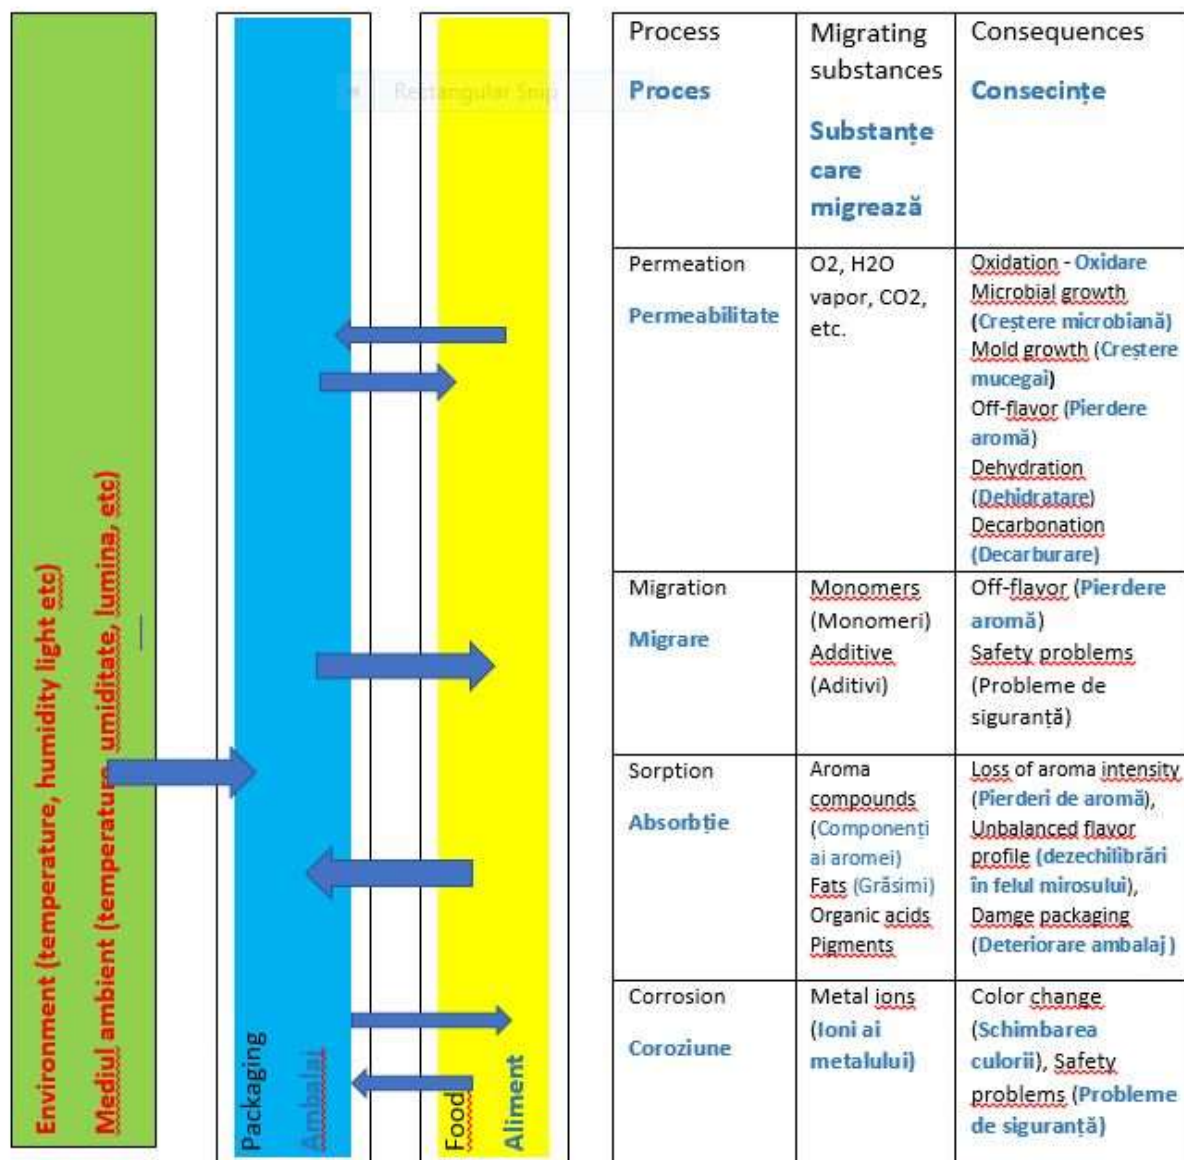 Environment (temperature, humidity light etc)
Mediul ambient (temperature, umiditate, lumina, etc)
Packaging
Ambalaj
Food
Aliment
Rectangular Snip
Process
Proces
Migrating
substances
Substanțe
care
migrează
Consequences
Consecințe
Permeation
Permeabilitate
O2, H2O
vapor, CO2,
etc.
Oxidation - Oxidare
Microbial growth
(Creștere microbiană)
Mold growth (Creștere
mucegai)
Off-flavor (Pierdere
aromă)
Dehydration
(Dehidratare)
Decarbonation
(Decarburare)
Migration
Migrare
Monomers
(Monomeri)
Additive
(Aditivi)
Off-flavor (Pierdere
aromă)
Safety problems
(Probleme de
siguranță)
Sorption
Absorbție
Aroma
compounds
(Componenți
ai aromei)
Fats (Grăsimi)
Organic acids
Pigments
Loss of aroma intensity
(Pierderi de aromă),
Unbalanced flavor
profile (dezechilibrări
în felul mirosului),
Damge packaging
(Deteriorare ambalaj)
Corrosion
Coroziune
Metal ions
(Ioni ai
metalului)
Color change
(Schimbarea
culorii), Safety
problems (Probleme
de siguranță)